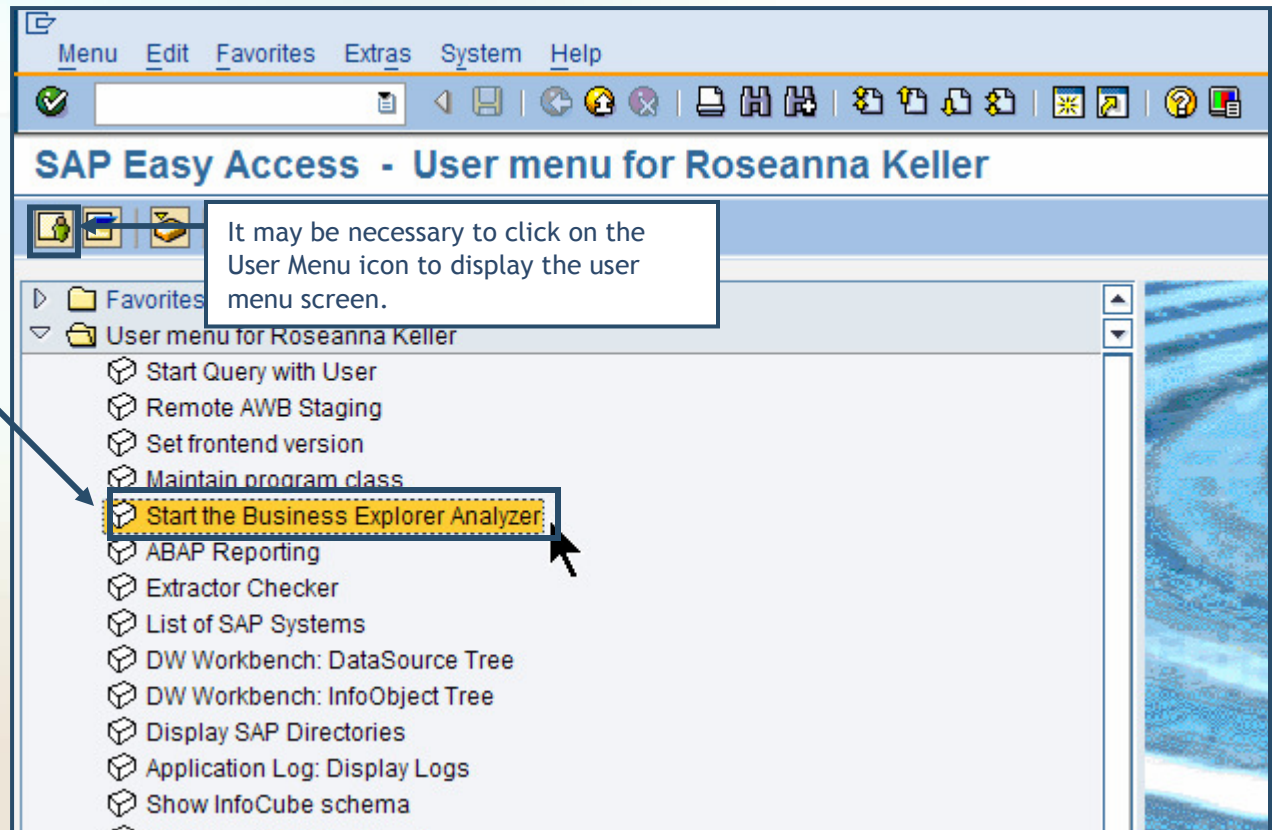 Menu Edit Favorites Extras System Help
SAP Easy Access - User menu for Roseanna Keller
It may be necessary to click on the
User Menu icon to display the user
menu screen.
Favorites
User menu for Roseanna Keller
Start Query with User
Remote AWB Staging
Set frontend version
Maintain program class
Start the Business Explorer Analyzer
ABAP Reporting
Extractor Checker
List of SAP Systems
DW Workbench: DataSource Tree
DW Workbench: InfoObject Tree
Display SAP Directories
Application Log: Display Logs
Show InfoCube schema